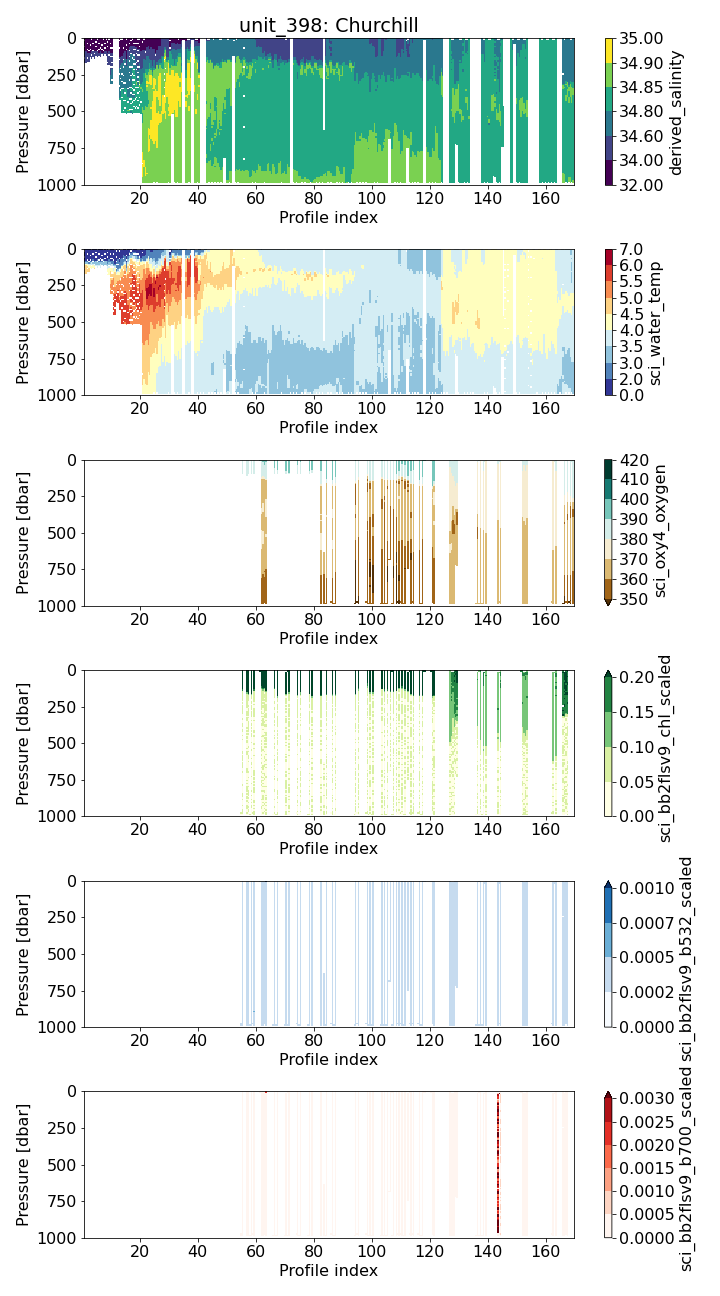 unit_398: Churchill
0
250
500
750
1000
Pressure [dbar]
20 40 60 80 100 120 140 160
Profile index
35.00
34.90
34.85
34.80
34.60
34.00
32.00
derived_salinity
0
250
500
750
1000
Pressure [dbar]
20 40 60 80 100 120 140 160
Profile index
7.0
6.0
5.5
5.0
4.5
4.0
3.5
3.0
2.0
0.0
sci_water_temp
0
250
500
750
1000
Pressure [dbar]
20 40 60 80 100 120 140 160
Profile index
420
410
400
390
380
370
360
350
sci_oxy4_oxygen
0
250
500
750
1000
Pressure [dbar]
20 40 60 80 100 120 140 160
Profile index
0.20
0.15
0.10
0.05
0.00
sci_bb2flsv9_chl_scaled
0
250
500
750
1000
Pressure [dbar]
20 40 60 80 100 120 140 160
Profile index
0.0010
0.0007
0.0005
0.0002
0.0000
sci_bb2flsv9_b532_scaled
0
250
500
750
1000
Pressure [dbar]
20 40 60 80 100 120 140 160
Profile index
0.0030
0.0025
0.0020
0.0015
0.0010
0.0005
0.0000
sci_bb2flsv9_b700_scaled